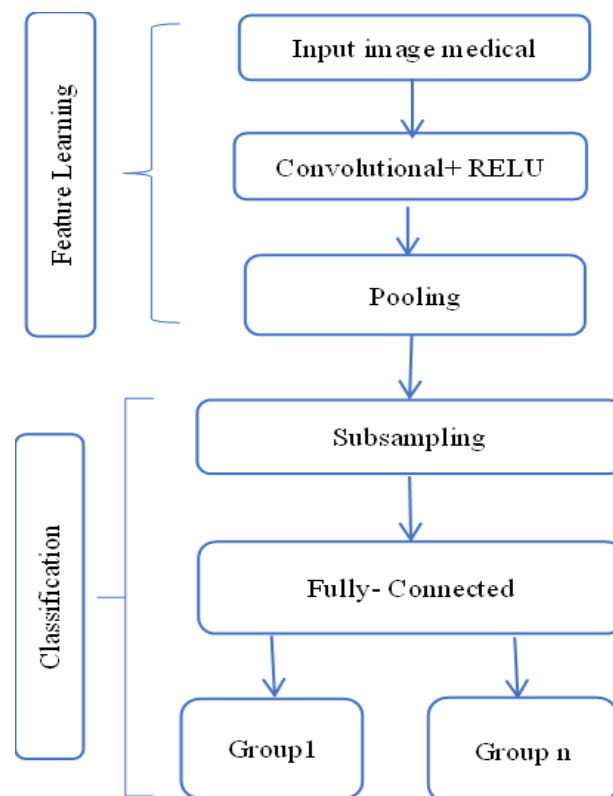 Feature Learning
Input image medical
Convolutional+ RELU
Pooling
Classification
Subsampling
Fully- Connected
Group1
Group n